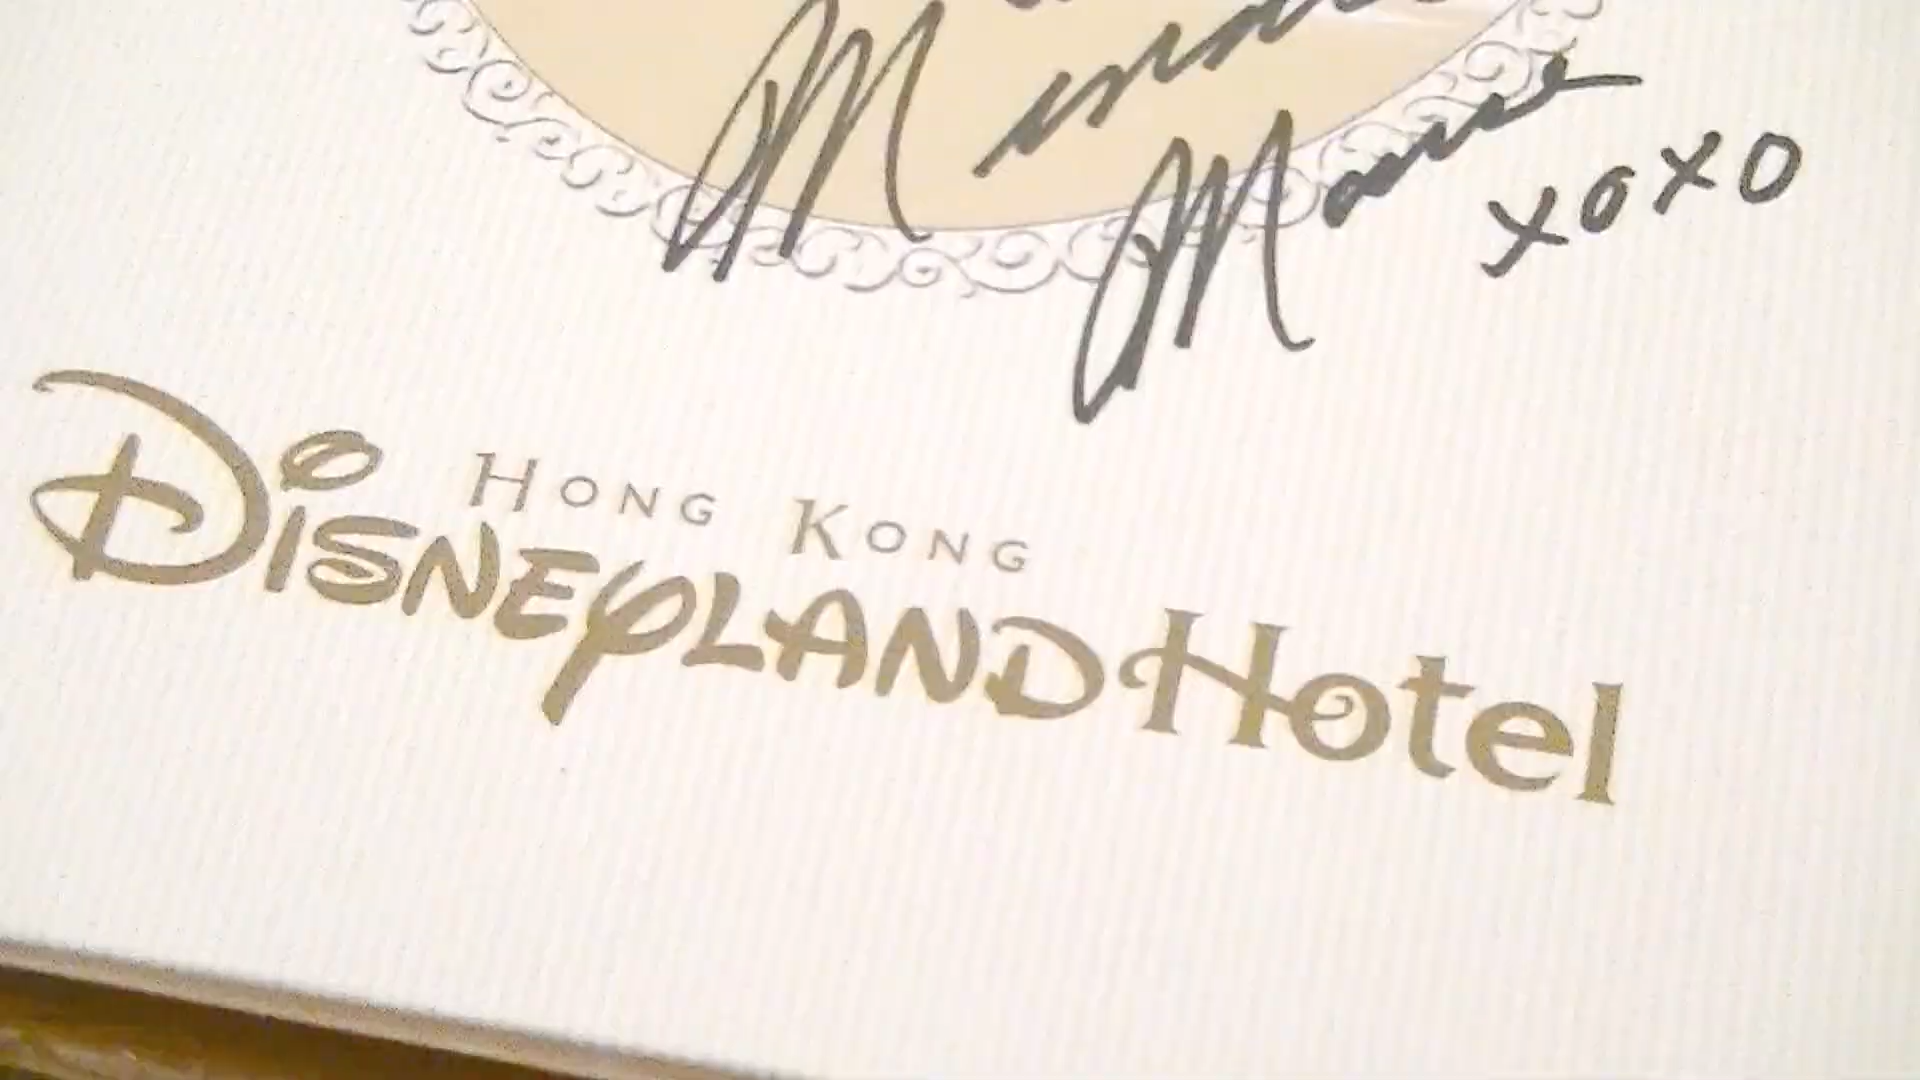 Minnie
Mouse
XOXO
HONG KONG
DISNEYLAND Hotel